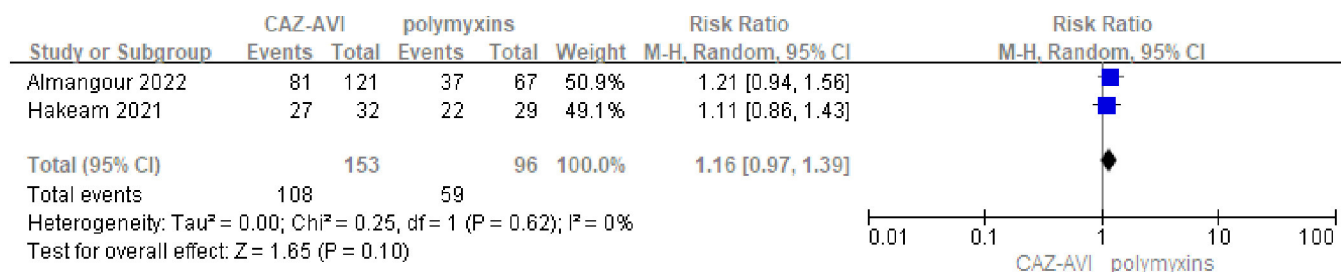 CAZ-AVI polymyxins Risk Ratio Risk Ratio
Study or Subgroup Events Total Events Total Weight M-H, Random, 95% CI M-H, Random, 95% CI
Almangour 2022 81 121 37 67 50.9% 1.21 [0.94, 1.56]
Hakeam 2021 27 32 22 29 49.1% 1.11 [0.86, 1.43]
Total (95% CI) 153 96 100.0% 1.16 [0.97, 1.39]
Total events 108 59
Heterogeneity: Tau² = 0.00; Chi² = 0.25, df = 1 (P = 0.62); I² = 0%
Test for overall effect: Z = 1.65 (P = 0.10)
0.01 0.1 1 10 100
CAZ-AVI polymyxins